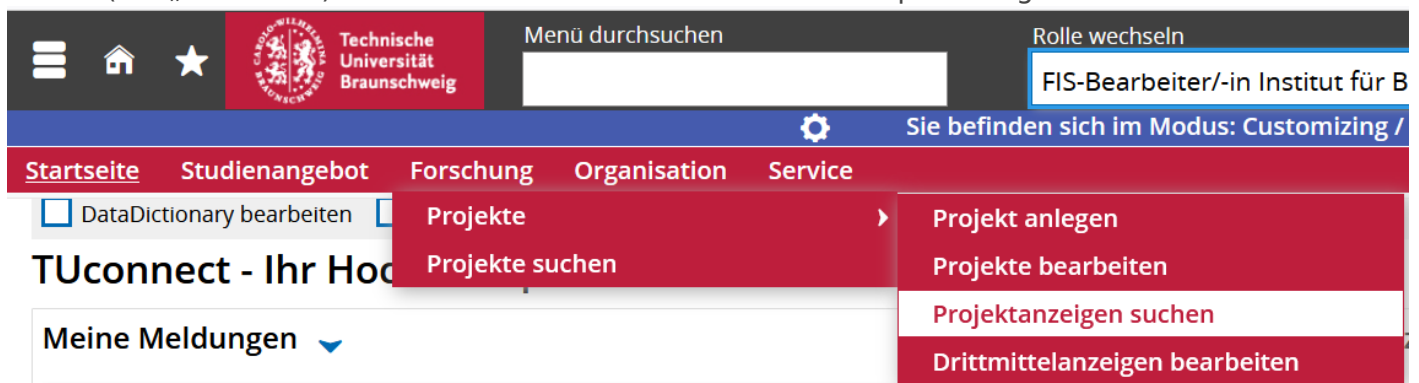 Technische
Universität
Braunschweig
Menü durchsuchen
Rolle wechseln
FIS-Bearbeiter/-in Institut für B
Sie befinden sich im Modus: Customizing /
Startseite Studienangebot Forschung Organisation Service
DataDictionary bearbeiten
Projekte
Projekt anlegen
TUconnect - Ihr Hoc
Projekte suchen
Projekte bearbeiten
Projektanzeigen suchen
Meine Meldungen
Drittmittelanzeigen bearbeiten